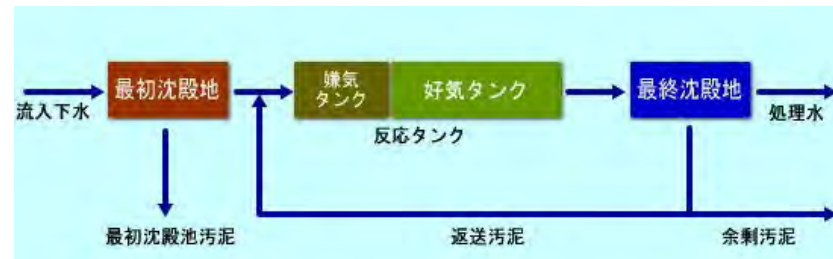 流入下水
最初沈殿地
嫌気
タンク
好気タンク
反応タンク
最終沈殿地
処理水
最初沈殿池汚泥
返送汚泥
余剰汚泥